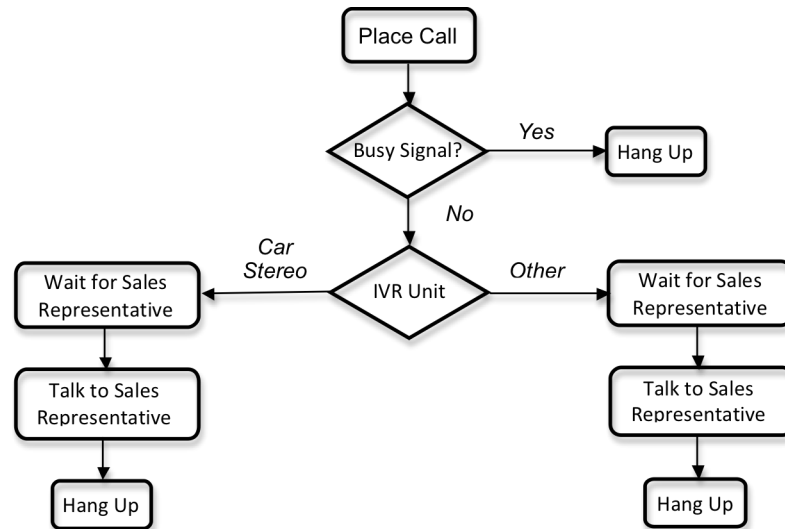 Place Call
Busy Signal?
Yes
Hang Up
No
Car
Stereo
IVR Unit
Other
Wait for Sales
Representative
Wait for Sales
Representative
Talk to Sales
Representative
Talk to Sales
Representative
Hang Up
Hang Up